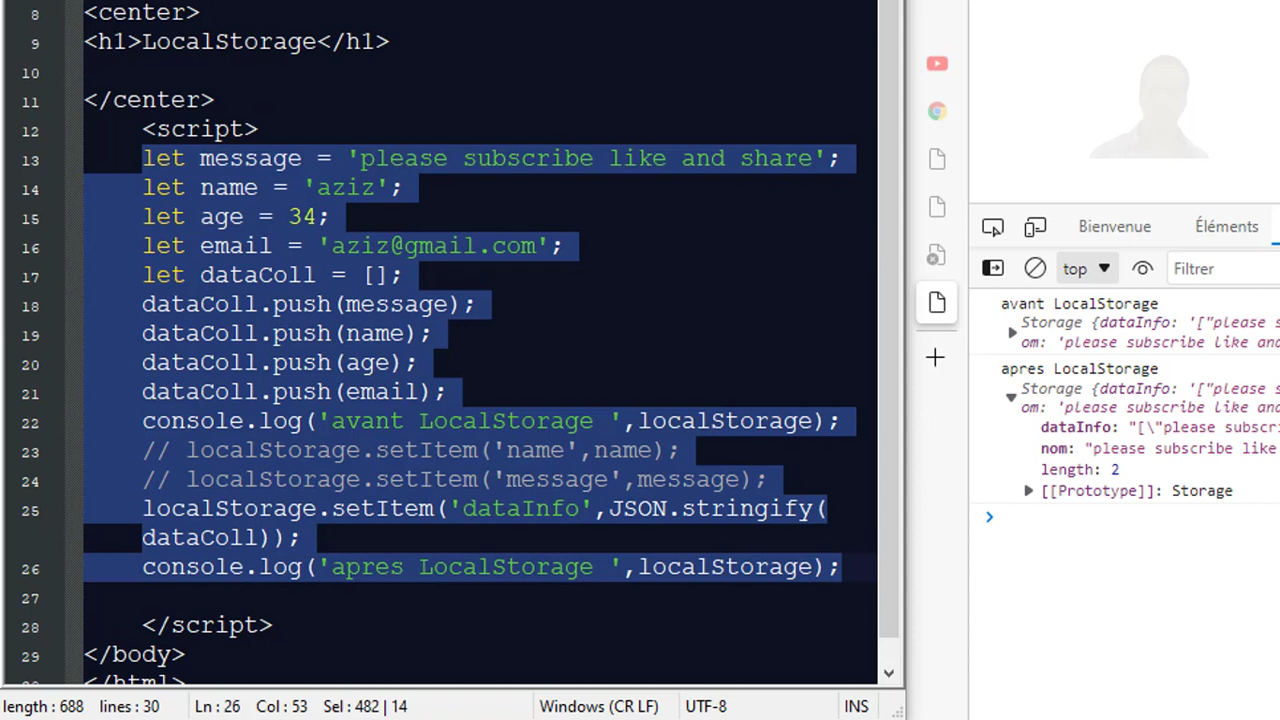 8 <center>
9 <h1>LocalStorage</h1>
10
11 </center>
12 <script>
13 let message = 'please subscribe like and share';
14 let name = 'aziz';
15 let age = 34;
16 let email = 'aziz@gmail.com';
17 let dataColl = [];
18 dataColl.push(message);
19 dataColl.push(name);
20 dataColl.push(age);
21 dataColl.push(email);
22 console.log('avant LocalStorage ',localStorage);
23 // localStorage.setItem('name',name);
24 // localStorage.setItem('message',message);
25 localStorage.setItem('dataInfo',JSON.stringify(
dataColl));
26 console.log('apres LocalStorage ',localStorage);
27
28 </script>
29 </body>
</html>
length : 688 lines : 30 Ln : 26 Col : 53 Sel : 482 | 14 Windows (CR LF) UTF-8 INS
Bienvenue Éléments
top Filtrer
avant LocalStorage
Storage {dataInfo: '["please s
om: 'please subscribe like an
apres LocalStorage
Storage {dataInfo: '["please s
om: 'please subscribe like an
dataInfo: "[\"please subscr
nom: "please subscribe like
length: 2
[[Prototype]]: Storage